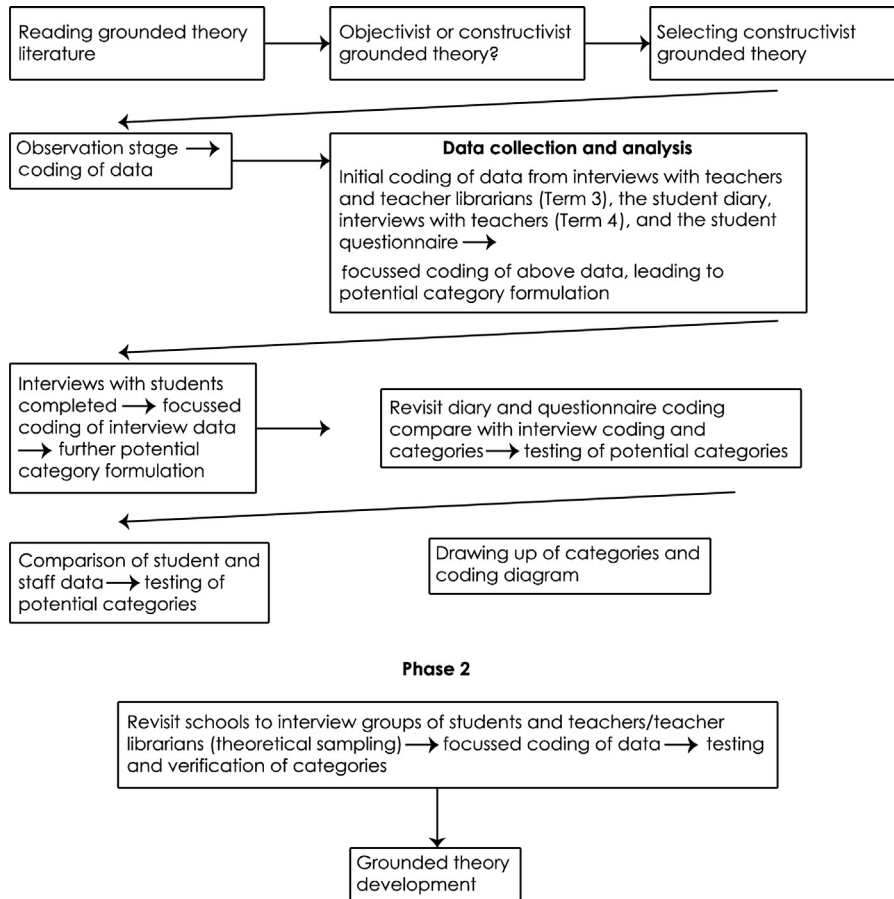 Reading grounded theory
literature
Objectivist or constructivist
grounded theory?
Selecting constructivist
grounded theory
Observation stage →
coding of data
Data collection and analysis
Initial coding of data from interviews with teachers
and teacher librarians (Term 3), the student diary,
interviews with teachers (Term 4), and the student
questionnaire →
focussed coding of above data, leading to
potential category formulation
Interviews with students
completed → focussed
coding of interview data
→ further potential
category formulation
Revisit diary and questionnaire coding
compare with interview coding and
categories → testing of potential categories
Comparison of student and
staff data → testing of
potential categories
Drawing up of categories and
coding diagram
Phase 2
Revisit schools to interview groups of students and teachers/teacher
librarians (theoretical sampling) → focussed coding of data → testing
and verification of categories
Grounded theory
development